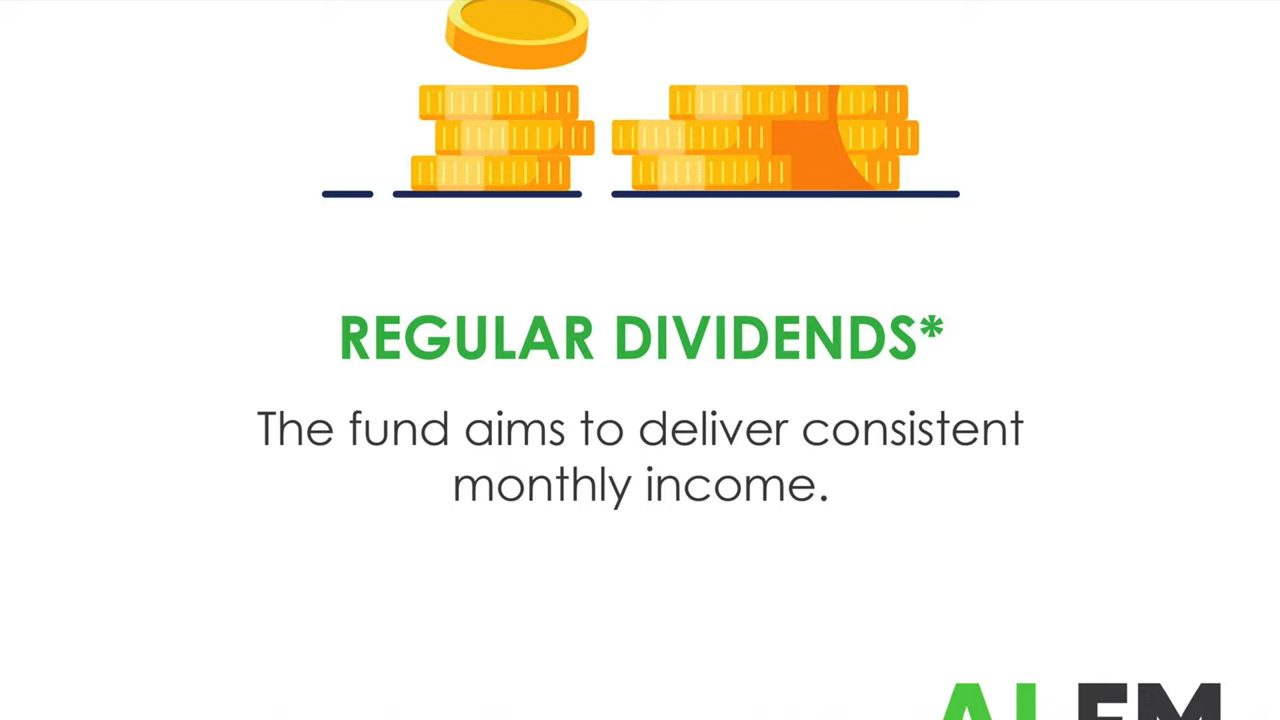 REGULAR DIVIDENDS*
The fund aims to deliver consistent
monthly income.